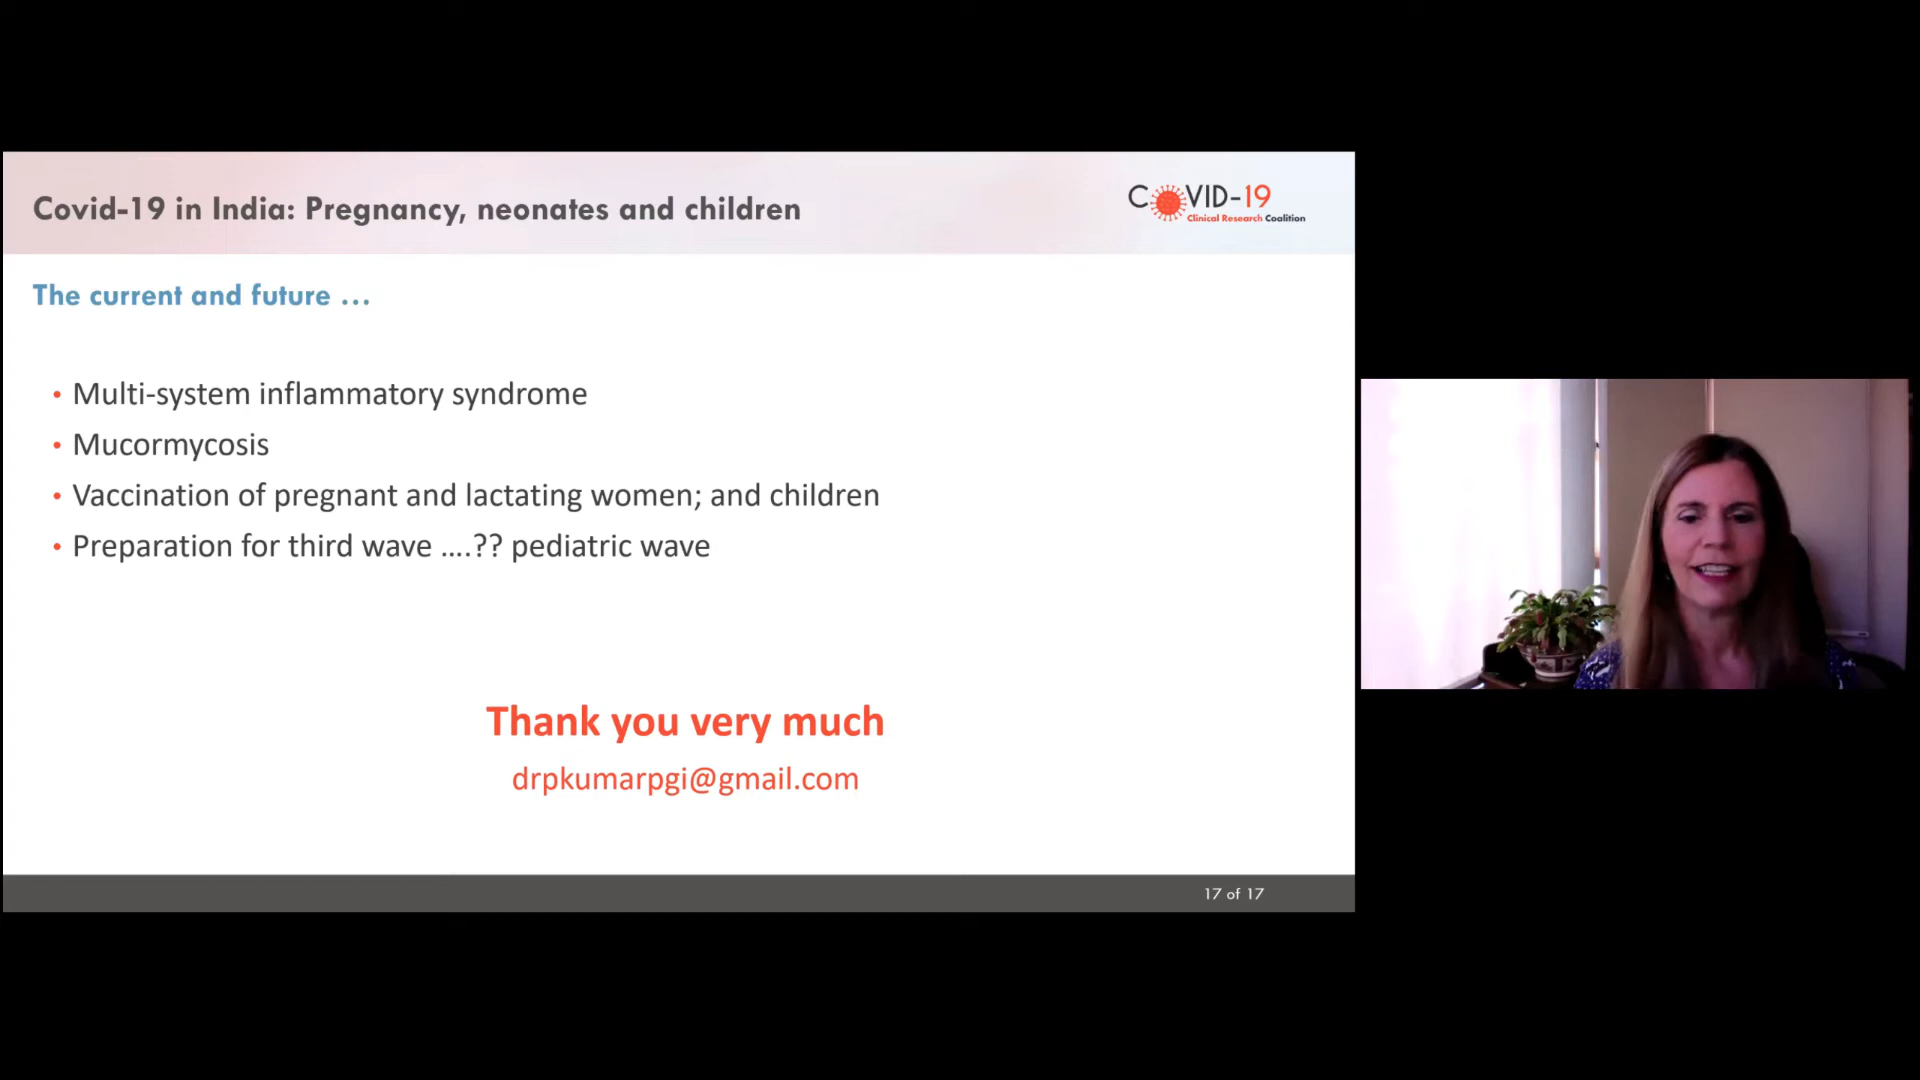 Covid-19 in India: Pregnancy, neonates and children
COVID-19
Clinical Research Coalition
The current and future ...
• Multi-system inflammatory syndrome
• Mucormycosis
• Vaccination of pregnant and lactating women; and children
• Preparation for third wave ....?? pediatric wave
Thank you very much
drpkumarpgi@gmail.com
17 of 17